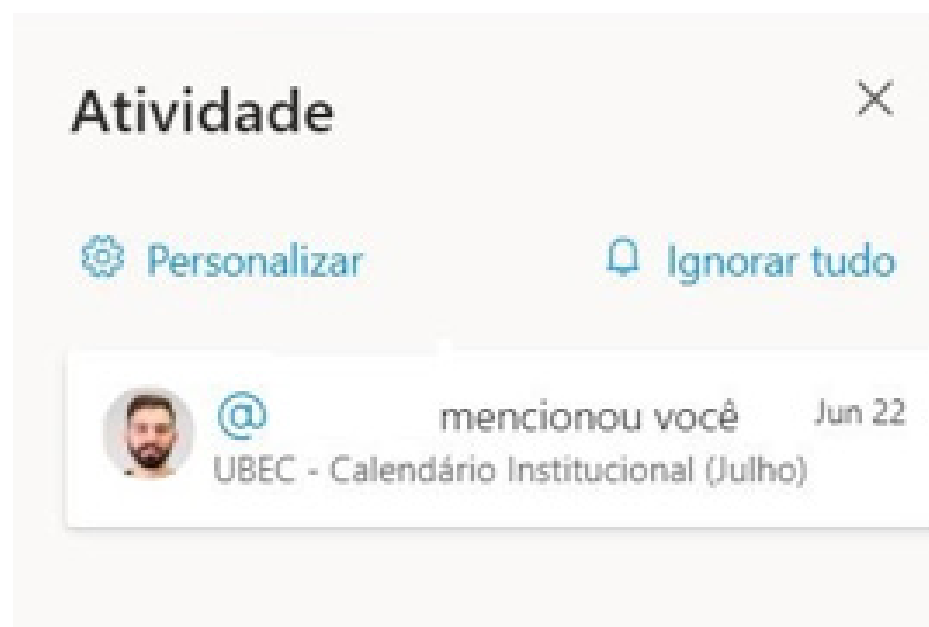 Atividade
Personalizar
Ignorar tudo
@ mencionou você Jun 22
UBEC - Calendário Institucional (Julho)